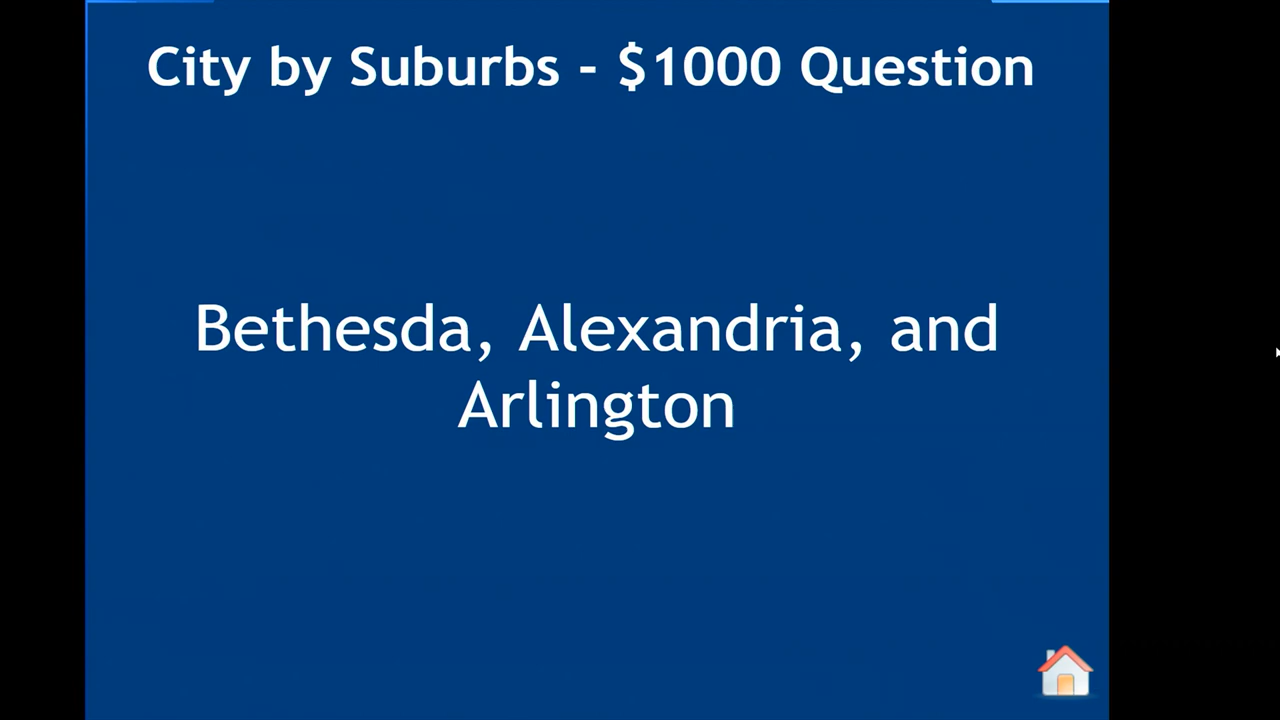 City by Suburbs - $1000 Question
Bethesda, Alexandria, and
Arlington